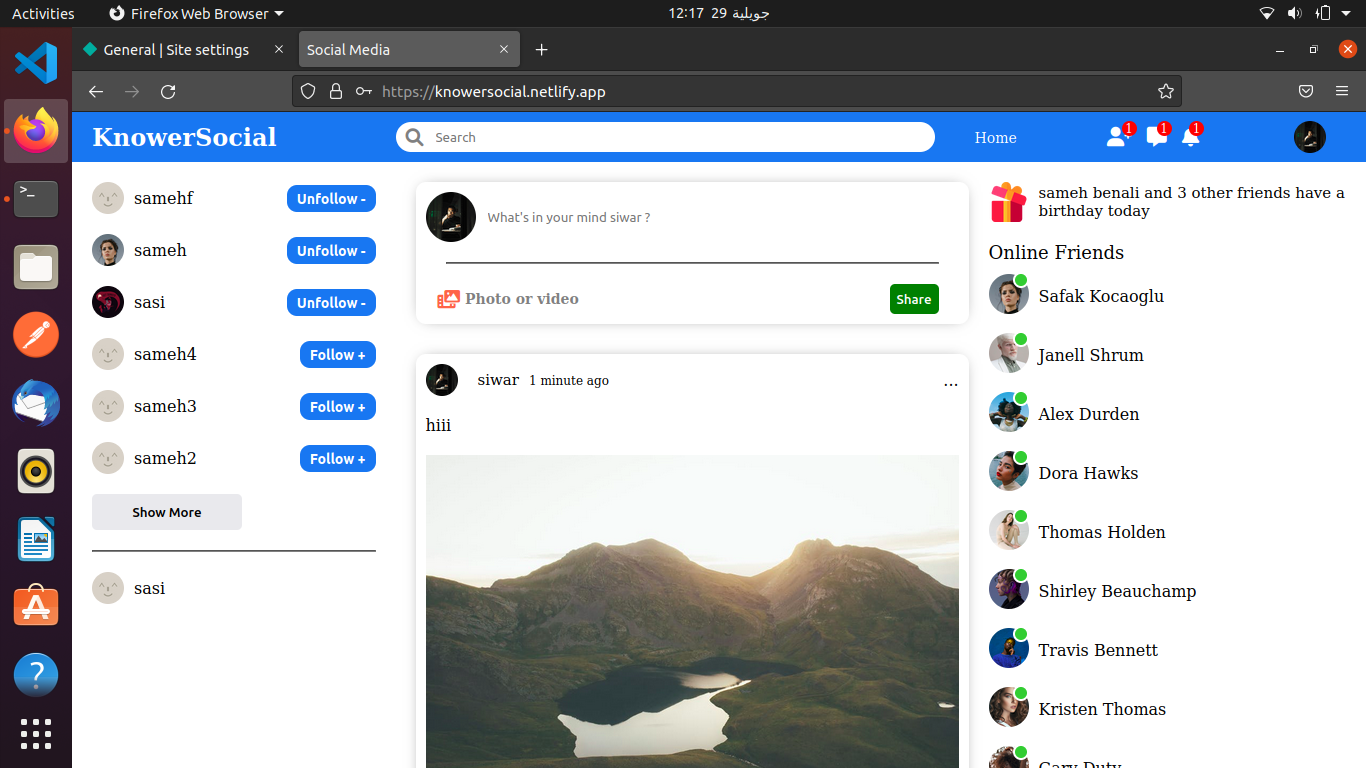 Activities
Firefox Web Browser
12:17 29 جويلية
General | Site settings
Social Media
https://knowersocial.netlify.app
KnowerSocial
Search
Home
1
1
1
samehf
Unfollow -
sameh
Unfollow -
sasi
Unfollow -
sameh4
Follow +
sameh3
Follow +
sameh2
Follow +
Show More
sasi
What's in your mind siwar ?
Photo or video
Share
siwar 1 minute ago
...
hiii
sameh benali and 3 other friends have a
birthday today
Online Friends
Safak Kocaoglu
Janell Shrum
Alex Durden
Dora Hawks
Thomas Holden
Shirley Beauchamp
Travis Bennett
Kristen Thomas
Gary Duty